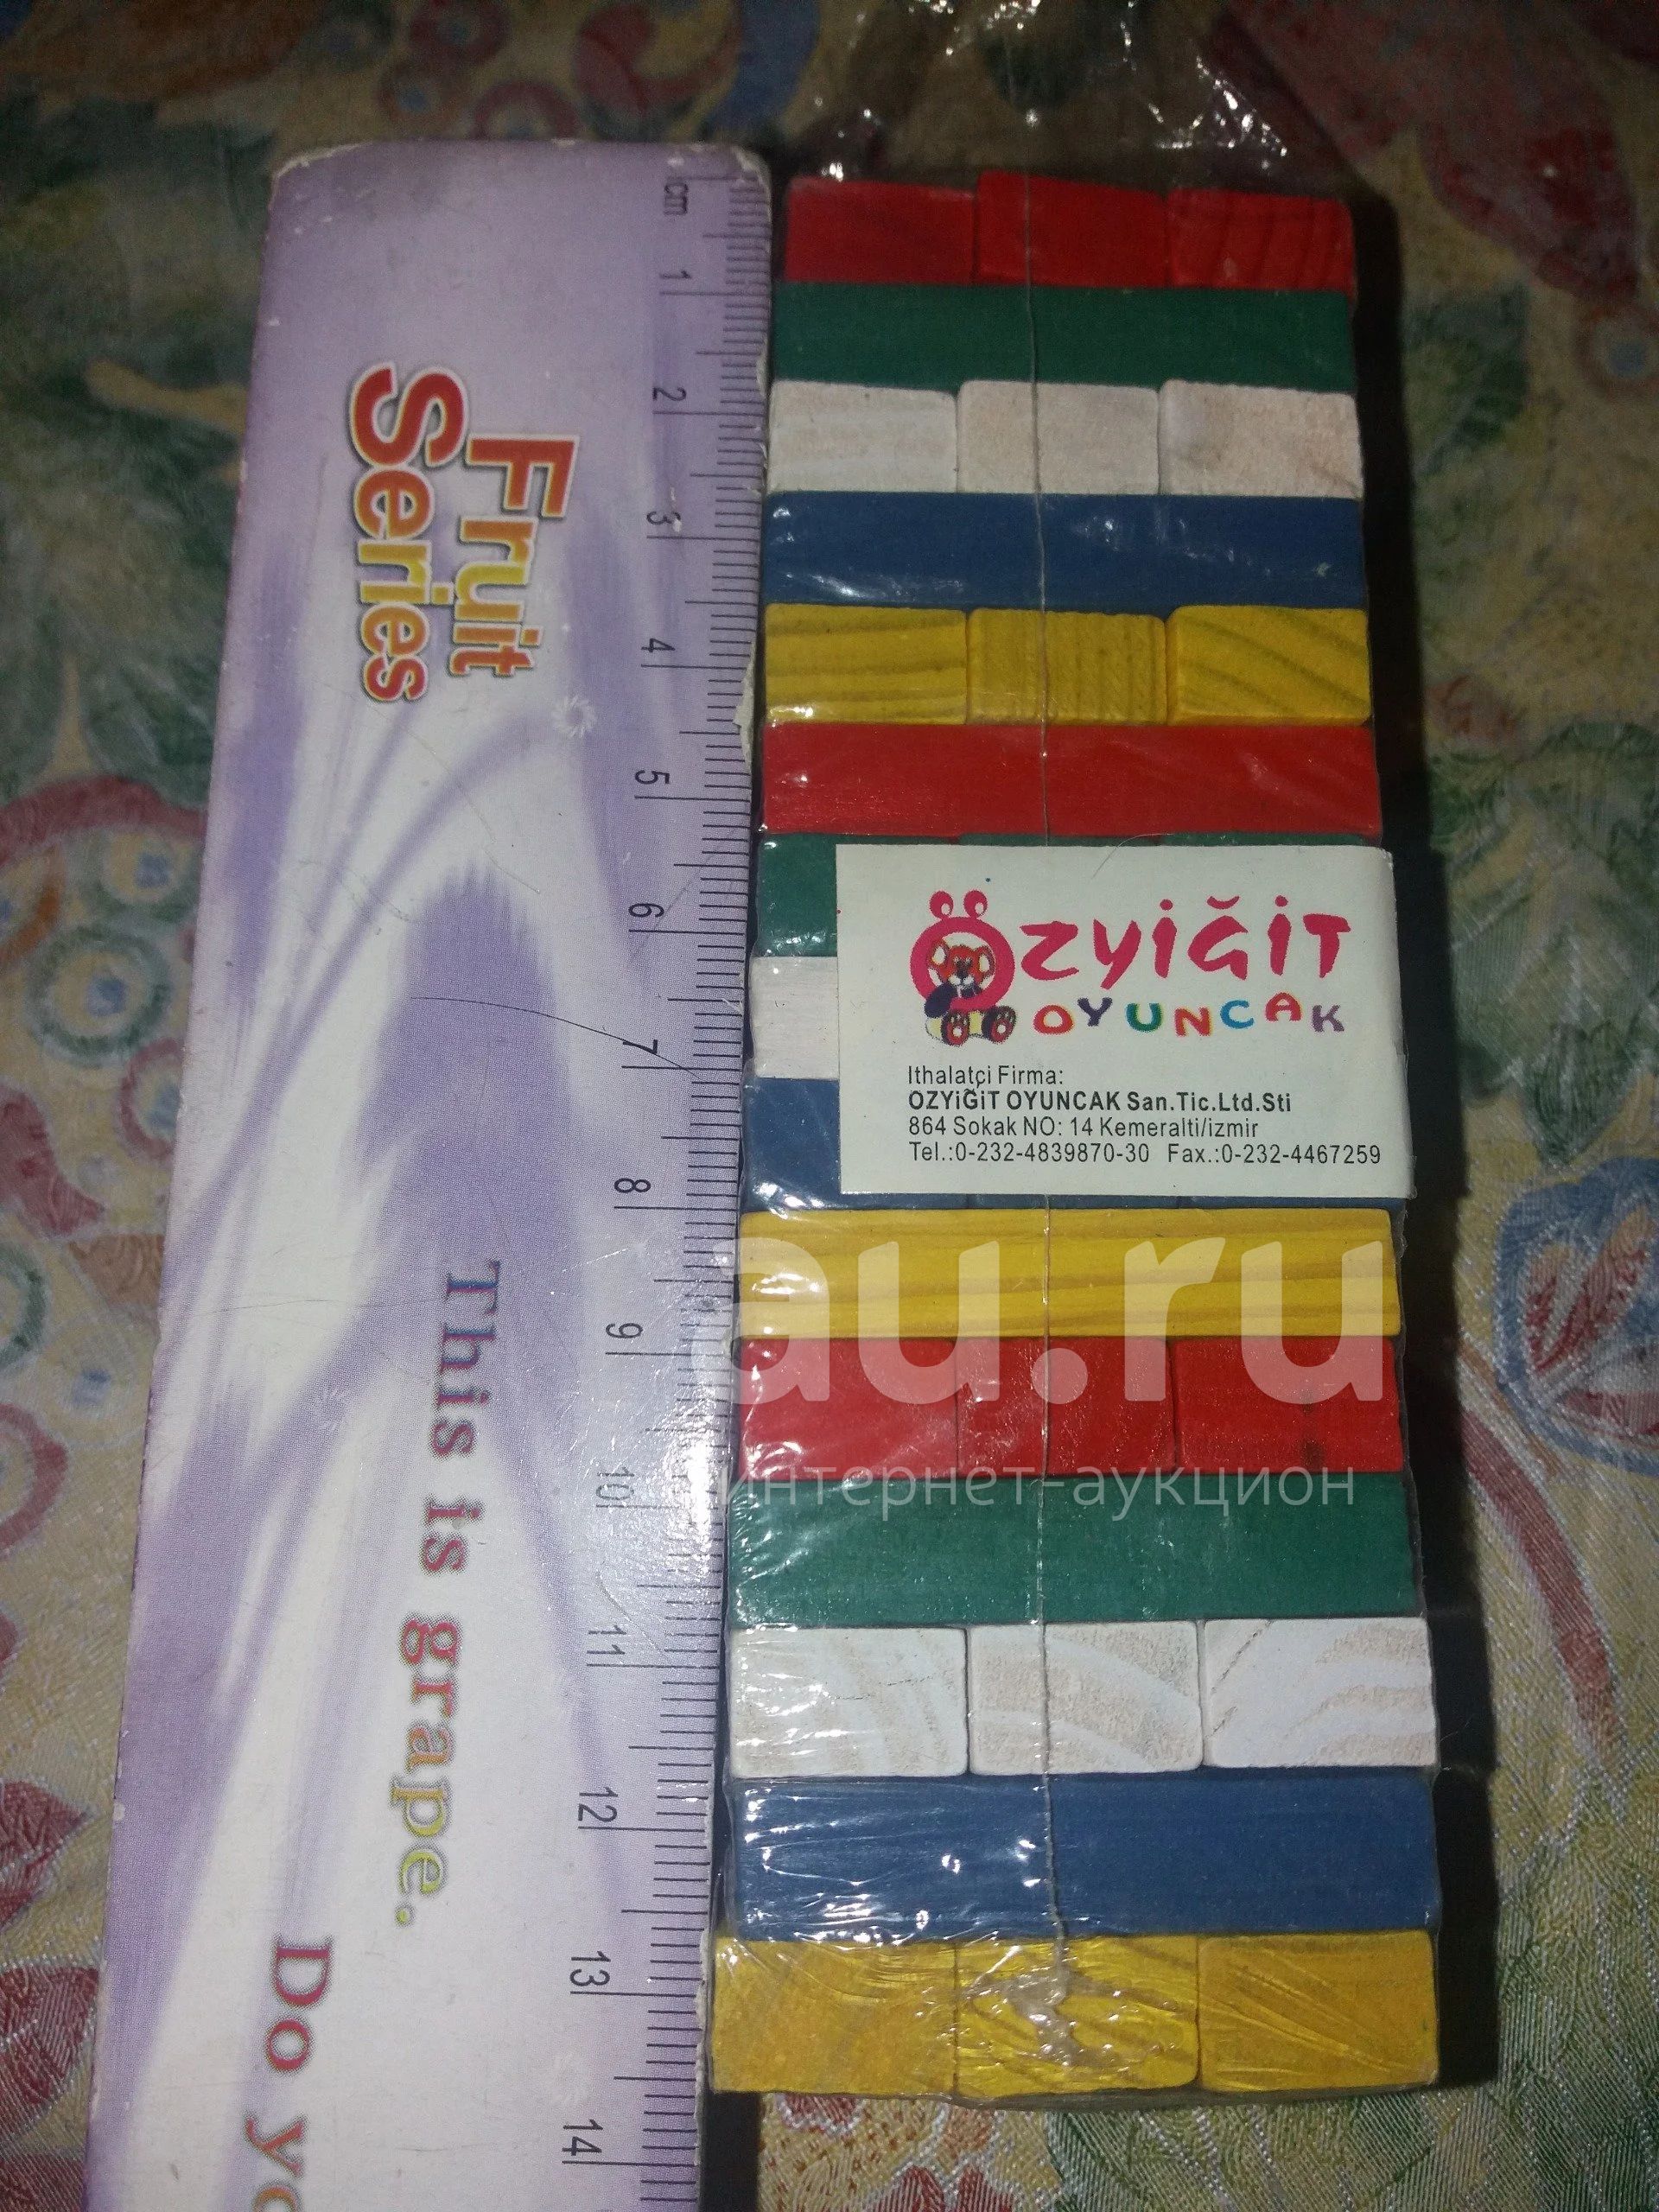 cm 1 2 3 4 5 6 7 8 9 10 11 12 13 14
Fruit
Series
This is grape.
Do yo
ÖZYİĞİT
OYUNCAK
Ithalatçi Firma:
OZYiĞiT OYUNCAK San.Tic.Ltd.Sti
864 Sokak NO: 14 Kemeralti/izmir
Tel.:0-232-4839870-30 Fax.:0-232-4467259
au.ru
интернет-аукцион